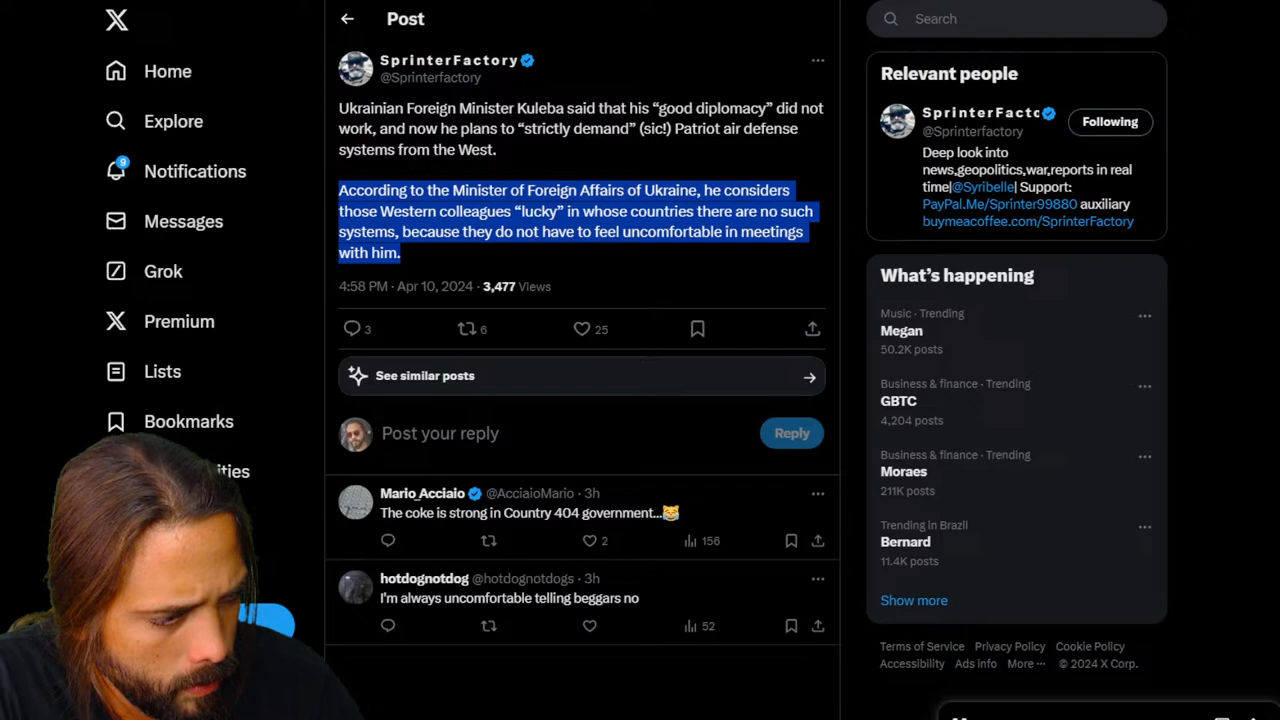 Home
Explore
9
Notifications
Messages
Grok
Premium
Lists
Bookmarks
ities
Post
SprinterFactory
@Sprinterfactory
Ukrainian Foreign Minister Kuleba said that his “good diplomacy” did not
work, and now he plans to “strictly demand” (sic!) Patriot air defense
systems from the West.
According to the Minister of Foreign Affairs of Ukraine, he considers
those Western colleagues “lucky” in whose countries there are no such
systems, because they do not have to feel uncomfortable in meetings
with him.
4:58 PM · Apr 10, 2024 · 3,477 Views
3 6 25
See similar posts
Post your reply
Reply
Mario_Acciaio @AcciaioMario · 3h
The coke is strong in Country 404 government...
2 156
hotdognotdog @hotdognotdogs · 3h
I'm always uncomfortable telling beggars no
52
Search
Relevant people
SprinterFacto
@Sprinterfactory
Following
Deep look into
news,geopolitics,war,reports in real
time|@Syribelle| Support:
PayPal.Me/Sprinter99880 auxiliary
buymeacoffee.com/SprinterFactory
What's happening
Music · Trending
Megan
50.2K posts
Business & finance · Trending
GBTC
4,204 posts
Business & finance · Trending
Moraes
211K posts
Trending in Brazil
Bernard
11.4K posts
Show more
Terms of Service Privacy Policy Cookie Policy
Accessibility Ads info More ··· © 2024 X Corp.